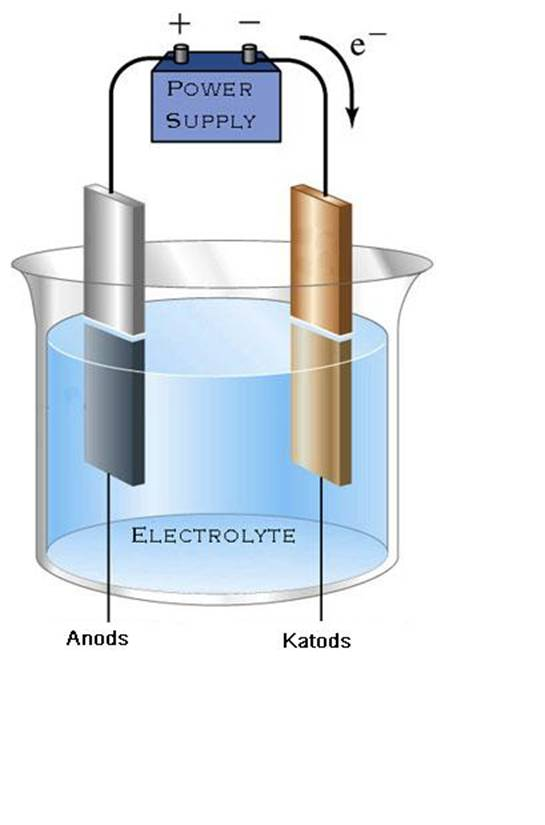 + −
e−
POWER
SUPPLY
ELECTROLYTE
Anods
Katods